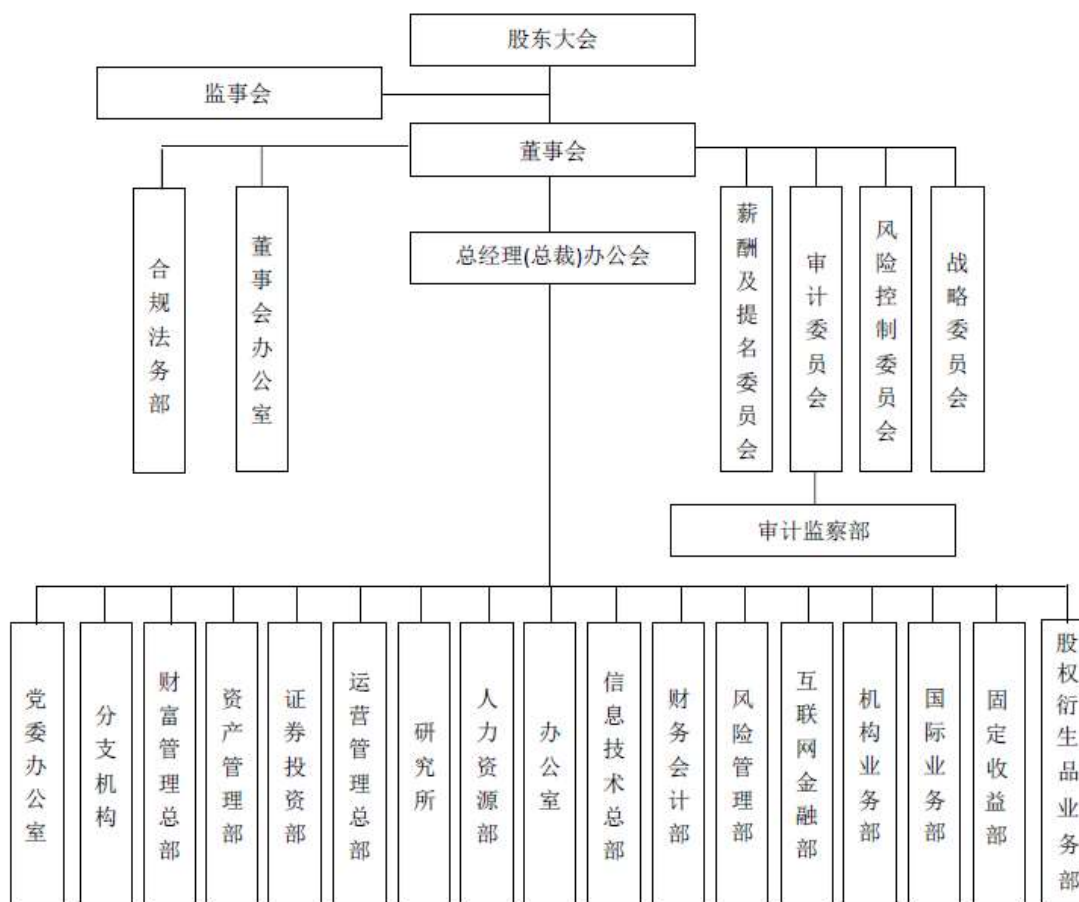 股东大会
监事会
董事会
合规法务部
董事会办公室
总经理(总裁)办公会
薪酬及提名委员会
审计委员会
风险控制委员会
战略委员会
审计监察部
党委办公室
分支机构
财富管理总部
资产管理部
证券投资部
运营管理总部
研究所
人力资源部
办公室
信息技术总部
财务会计部
风险管理部
互联网金融部
机构业务部
国际业务部
固定收益部
股权衍生品业务部